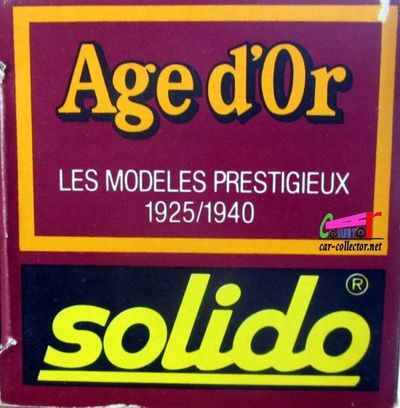 Age d'Or
LES MODELES PRESTIGIEUX
1925/1940
car-collector.net
solido®